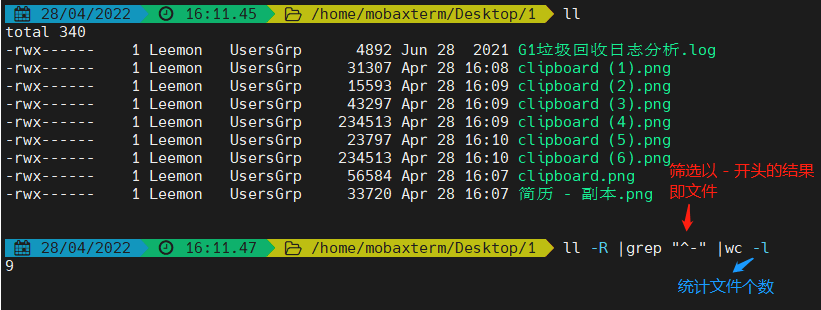 28/04/2022 16:11.45 /home/mobaxterm/Desktop/1 ll
total 340
-rwx------ 1 Leemon UsersGrp 4892 Jun 28 2021 G1垃圾回收日志分析.log
-rwx------ 1 Leemon UsersGrp 31307 Apr 28 16:08 clipboard (1).png
-rwx------ 1 Leemon UsersGrp 15593 Apr 28 16:09 clipboard (2).png
-rwx------ 1 Leemon UsersGrp 43297 Apr 28 16:09 clipboard (3).png
-rwx------ 1 Leemon UsersGrp 234513 Apr 28 16:09 clipboard (4).png
-rwx------ 1 Leemon UsersGrp 23797 Apr 28 16:10 clipboard (5).png
-rwx------ 1 Leemon UsersGrp 234513 Apr 28 16:10 clipboard (6).png
-rwx------ 1 Leemon UsersGrp 56584 Apr 28 16:07 clipboard.png
-rwx------ 1 Leemon UsersGrp 33720 Apr 28 16:07 简历 - 副本.png
筛选以 - 开头的结果
即文件
28/04/2022 16:11.47 /home/mobaxterm/Desktop/1 ll -R |grep "^-" |wc -l
9
统计文件个数